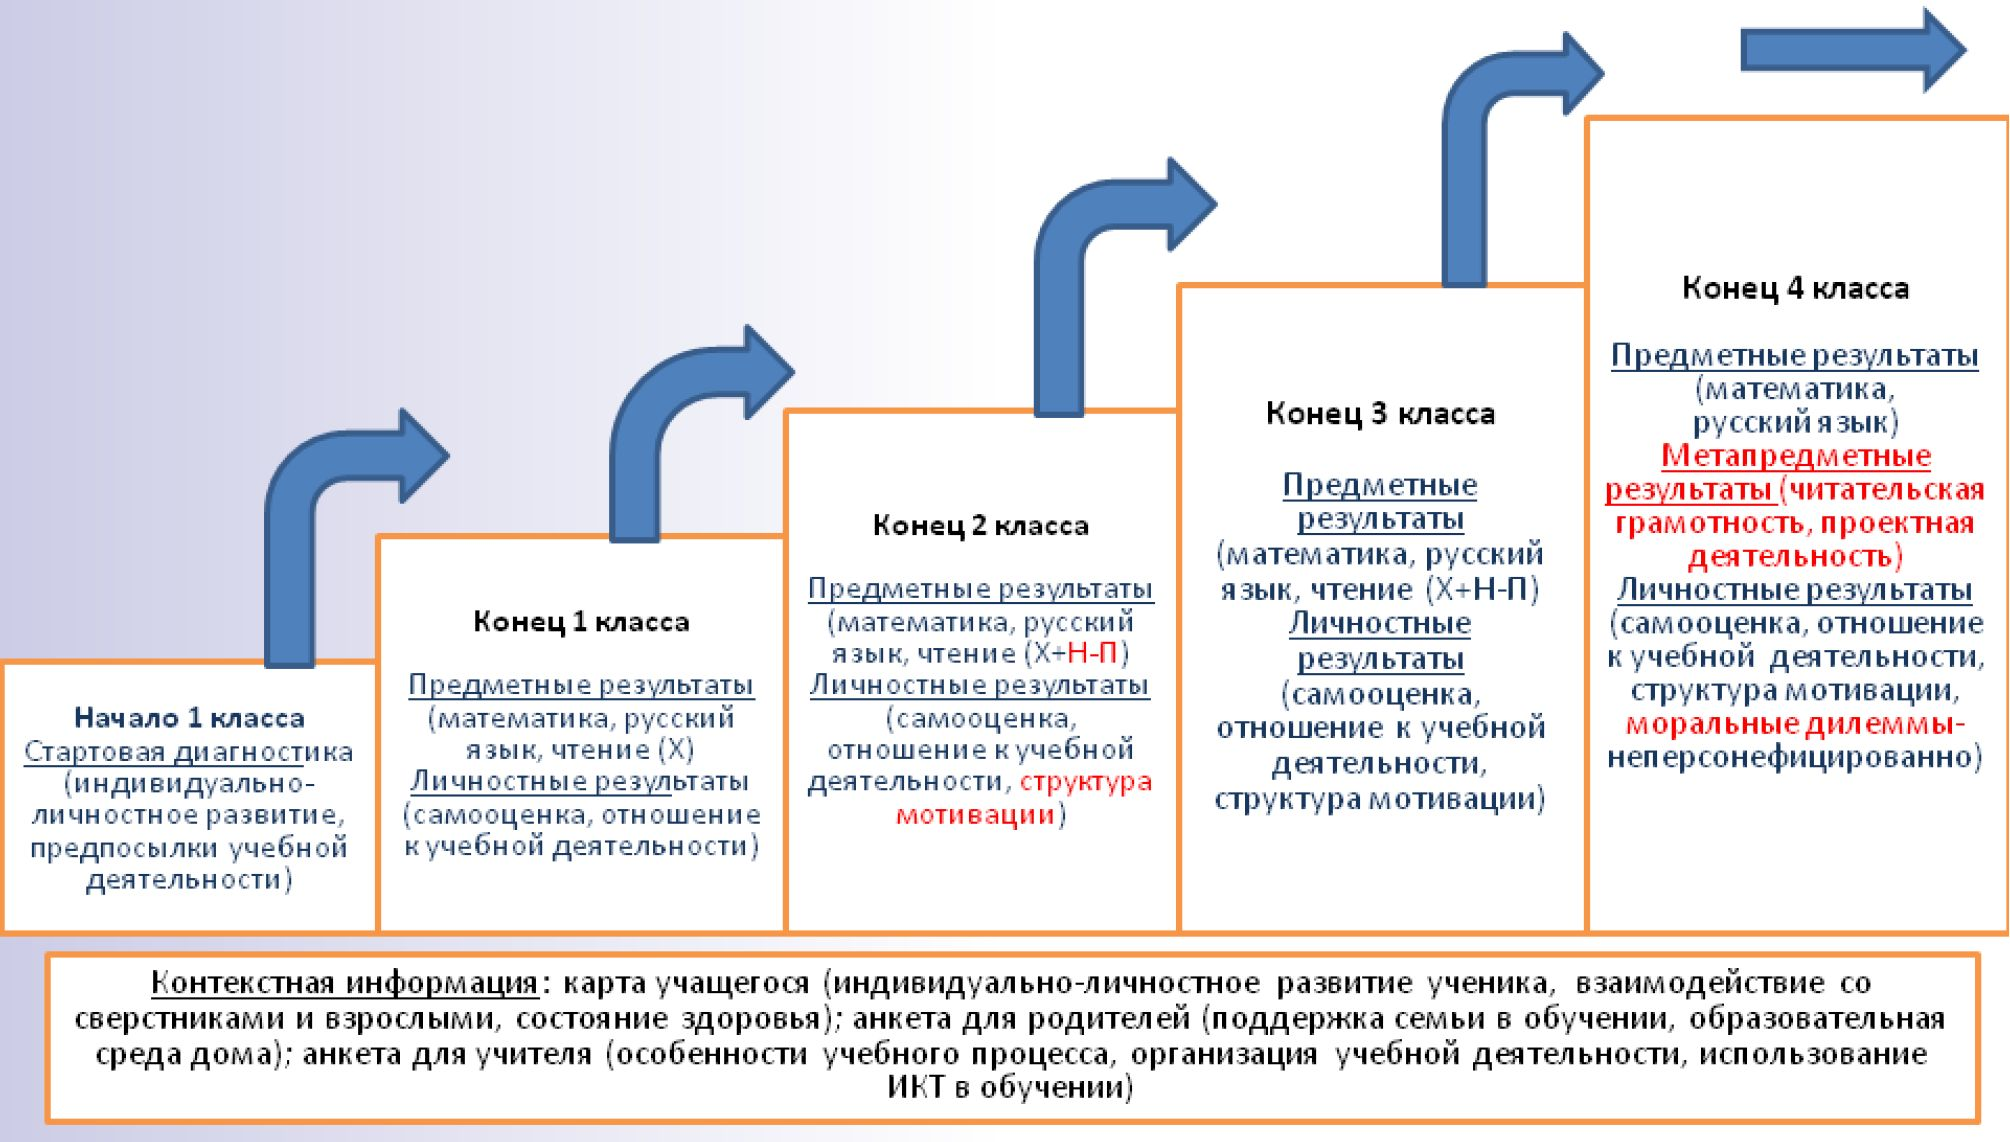 Начало 1 класса
Стартовая диагностика
(индивидуально-
личностное развитие,
предпосылки учебной
деятельности)
Конец 1 класса
Предметные результаты
(математика, русский
язык, чтение (Х)
Личностные результаты
(самооценка, отношение
к учебной деятельности)
Конец 2 класса
Предметные результаты
(математика, русский
язык, чтение (Х+Н-П)
Личностные результаты
(самооценка,
отношение к учебной
деятельности, структура
мотивации)
Конец 3 класса
Предметные
результаты
(математика, русский
язык, чтение (Х+Н-П)
Личностные
результаты
(самооценка,
отношение к учебной
деятельности,
структура мотивации)
Конец 4 класса
Предметные результаты
(математика,
русский язык)
Метапредметные
результаты (читательская
грамотность, проектная
деятельность)
Личностные результаты
(самооценка, отношение
к учебной деятельности,
структура мотивации,
моральные дилеммы-
неперсонефицированно)
Контекстная информация: карта учащегося (индивидуально-личностное развитие ученика, взаимодействие со
сверстниками и взрослыми, состояние здоровья); анкета для родителей (поддержка семьи в обучении, образовательная
среда дома); анкета для учителя (особенности учебного процесса, организация учебной деятельности, использование
ИКТ в обучении)